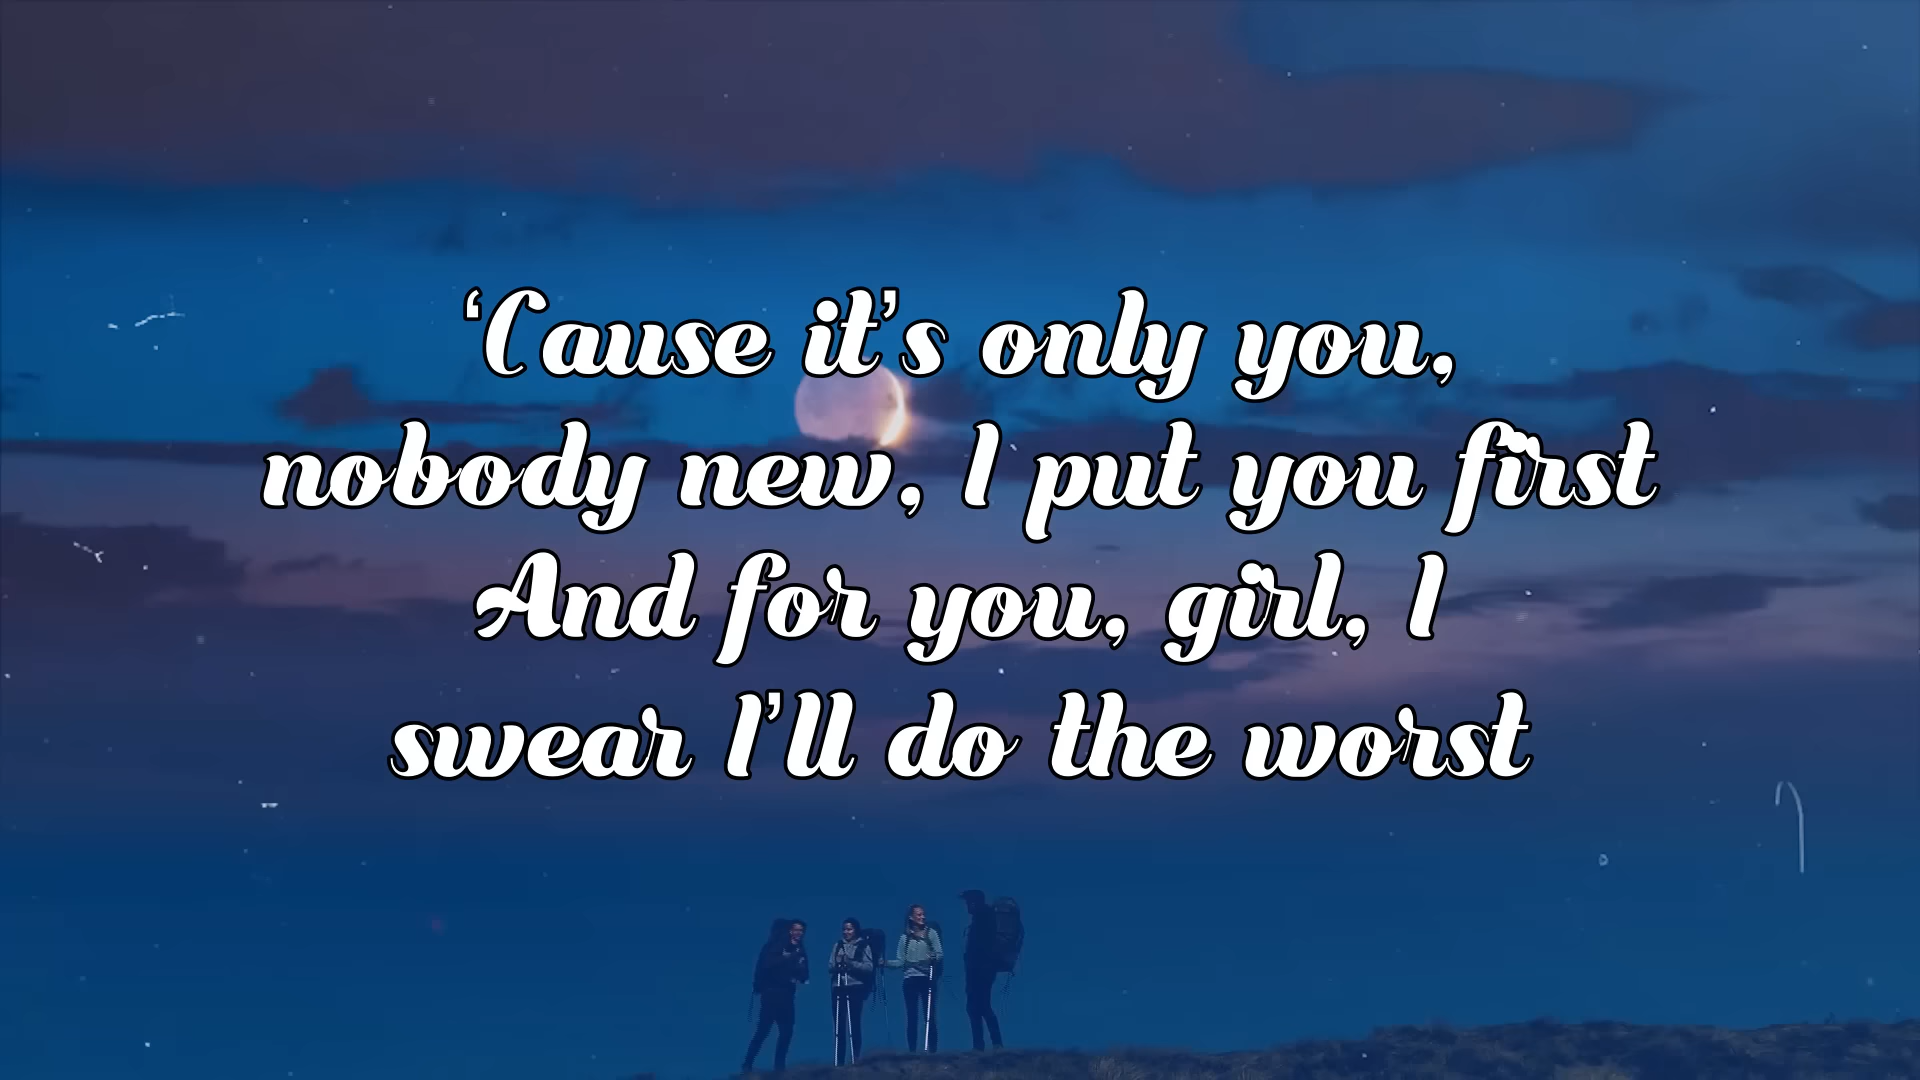 ‘Cause it’s only you,
nobody new, I put you first
And for you, girl, I
swear I’ll do the worst